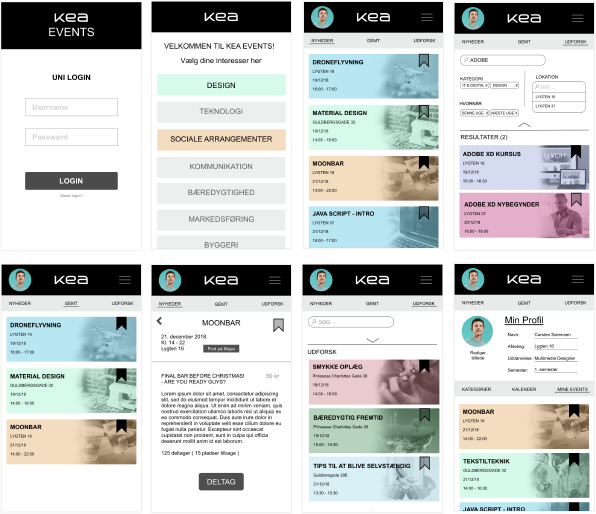 kea
EVENTS
UNI LOGIN
Username
Password
LOGIN
Glemt login?
kea
VELKOMMEN TIL KEA EVENTS!
Vælg dine interesser her
DESIGN
TEKNOLOGI
SOCIALE ARRANGEMENTER
KOMMUNIKATION
BÆREDYGTIGHED
MARKEDSFØRING
BYGGERI
kea
NYHEDER GEMT UDFORSK
DRONEFLYVNING
LYGTEN 16
19/12/18
16:00 - 17:00
MATERIAL DESIGN
GULDBERGSGADE 32
19/12/18
14:00 - 16:00
MOONBAR
LYGTEN 16
21/12/18
14:00 - 22:00
JAVA SCRIPT - INTRO
LYGTEN 37
21/12/18
16:00 - 17:00
kea
NYHEDER GEMT UDFORSK
ADOBE
KATEGORI
IT & DIGITAL X DESIGN X
HVORNÅR
DENNE UGE X NÆSTE UGE X
LOKATION
SØG...
LYGTEN 16
LYGTEN 37
RESULTATER (2)
ADOBE XD KURSUS
LYGTEN 16
19/12/18
15:00 - 16:30
ADOBE XD NYBEGYNDER
LYGTEN 37
20/12/18
16:00 - 18:00
kea
NYHEDER GEMT UDFORSK
DRONEFLYVNING
LYGTEN 16
19/12/18
16:00 - 17:00
MATERIAL DESIGN
GULDBERGSGADE 32
19/12/18
14:00 - 16:00
MOONBAR
LYGTEN 16
21/12/18
14:00 - 22:00
kea
NYHEDER GEMT UDFORSK
MOONBAR
21. december 2018
Kl. 14 - 22
Lygten 16 Find på Maps
FINAL BAR BEFORE CHRISTMAS! 50 kr
- ARE YOU READY GUYS?
Lorem ipsum dolor sit amet, consectetur adipiscing
elit, sed do eiusmod tempor incididunt ut labore et
dolore magna aliqua. Ut enim ad minim veniam, quis
nostrud exercitation ullamco laboris nisi ut aliquip ex
ea commodo consequat. Duis aute irure dolor in
reprehenderit in voluptate velit esse cillum dolore eu
fugiat nulla pariatur. Excepteur sint occaecat
cupidatat non proident, sunt in culpa qui officia
deserunt mollit anim id est laborum.
125 deltager ( 15 pladser tilbage )
DELTAG
kea
NYHEDER GEMT UDFORSK
SØG...
UDFORSK
SMYKKE OPLÆG
Prinsesse Charlottes Gade 38
18/12/18
14:00 - 15:00
BÆREDYGTIG FREMTID
Prinsesse Charlottes Gade 38
18/12/18
15:00 - 16:30
TIPS TIL AT BLIVE SELVSTÆNDIG
Guldbergsgade 29E
21/12/18
13:30 - 15:30
kea
NYHEDER GEMT UDFORSK
Min Profil
Navn: Carsten Sørensen
Afdeling: Lygten 16
Uddannelse: Multimedie Designer
Semester: 1. semester
Rediger
billede
KATEGORIER KALENDER MINE EVENTS
MOONBAR
LYGTEN 16
21/12/18
14:00 - 22:00
TEKSTILTEKNIK
GULDBERGSGADE 32
21/12/18
14:00 - 16:00
JAVA SCRIPT - INTRO